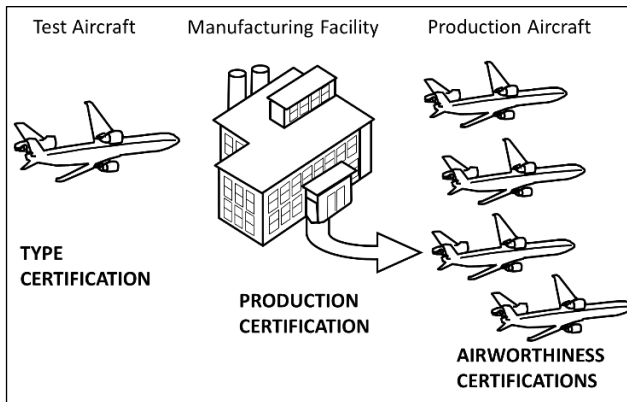 Test Aircraft
Manufacturing Facility
Production Aircraft
TYPE
CERTIFICATION
PRODUCTION
CERTIFICATION
AIRWORTHINESS
CERTIFICATIONS